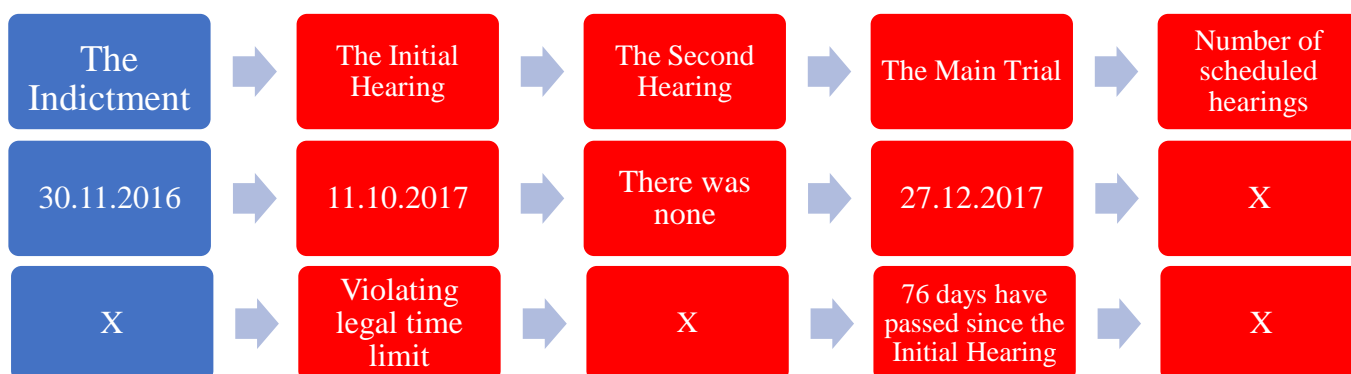 The
Indictment
The Initial
Hearing
The Second
Hearing
The Main Trial
Number of
scheduled
hearings
30.11.2016
11.10.2017
There was
none
27.12.2017
X
X
Violating
legal time
limit
X
76 days have
passed since the
Initial Hearing
X